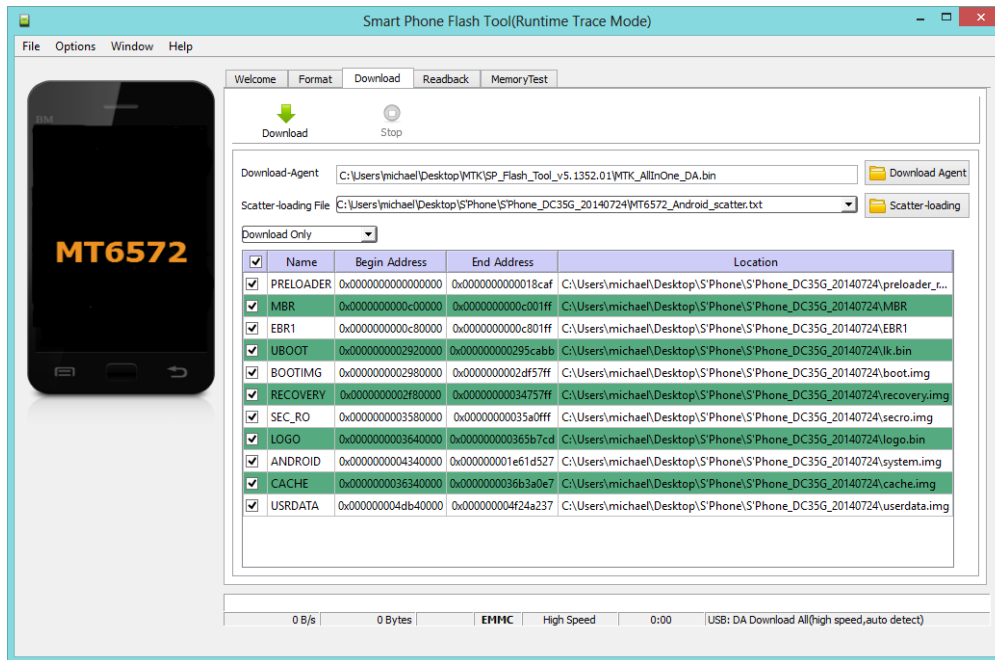 Smart Phone Flash Tool(Runtime Trace Mode)
File Options Window Help
Welcome Format Download Readback MemoryTest
BM
Download Stop
Download-Agent C:\Users\michael\Desktop\MTK\SP_Flash_Tool_v5.1352.01\MTK_AllInOne_DA.bin Download Agent
Scatter-loading File C:\Users\michael\Desktop\S'Phone\S'Phone_DC35G_20140724\MT6572_Android_scatter.txt Scatter-loading
Download Only
MT6572
Name Begin Address End Address Location
PRELOADER 0x0000000000000000 0x0000000000018caf C:\Users\michael\Desktop\S'Phone\S'Phone_DC35G_20140724\preloader_r...
MBR 0x0000000000c00000 0x0000000000c001ff C:\Users\michael\Desktop\S'Phone\S'Phone_DC35G_20140724\MBR
EBR1 0x0000000000c80000 0x0000000000c801ff C:\Users\michael\Desktop\S'Phone\S'Phone_DC35G_20140724\EBR1
UBOOT 0x0000000002920000 0x000000000295cabb C:\Users\michael\Desktop\S'Phone\S'Phone_DC35G_20140724\lk.bin
BOOTIMG 0x0000000002980000 0x0000000002df57ff C:\Users\michael\Desktop\S'Phone\S'Phone_DC35G_20140724\boot.img
RECOVERY 0x0000000002f80000 0x00000000034757ff C:\Users\michael\Desktop\S'Phone\S'Phone_DC35G_20140724\recovery.img
SEC_RO 0x0000000003580000 0x00000000035a0fff C:\Users\michael\Desktop\S'Phone\S'Phone_DC35G_20140724\secro.img
LOGO 0x0000000003640000 0x000000000365b7cd C:\Users\michael\Desktop\S'Phone\S'Phone_DC35G_20140724\logo.bin
ANDROID 0x0000000004340000 0x000000001e61d527 C:\Users\michael\Desktop\S'Phone\S'Phone_DC35G_20140724\system.img
CACHE 0x0000000036340000 0x0000000036b3a0e7 C:\Users\michael\Desktop\S'Phone\S'Phone_DC35G_20140724\cache.img
USRDATA 0x000000004db40000 0x000000004f24a237 C:\Users\michael\Desktop\S'Phone\S'Phone_DC35G_20140724\userdata.img
0 B/s 0 Bytes EMMC High Speed 0:00 USB: DA Download All(high speed,auto detect)